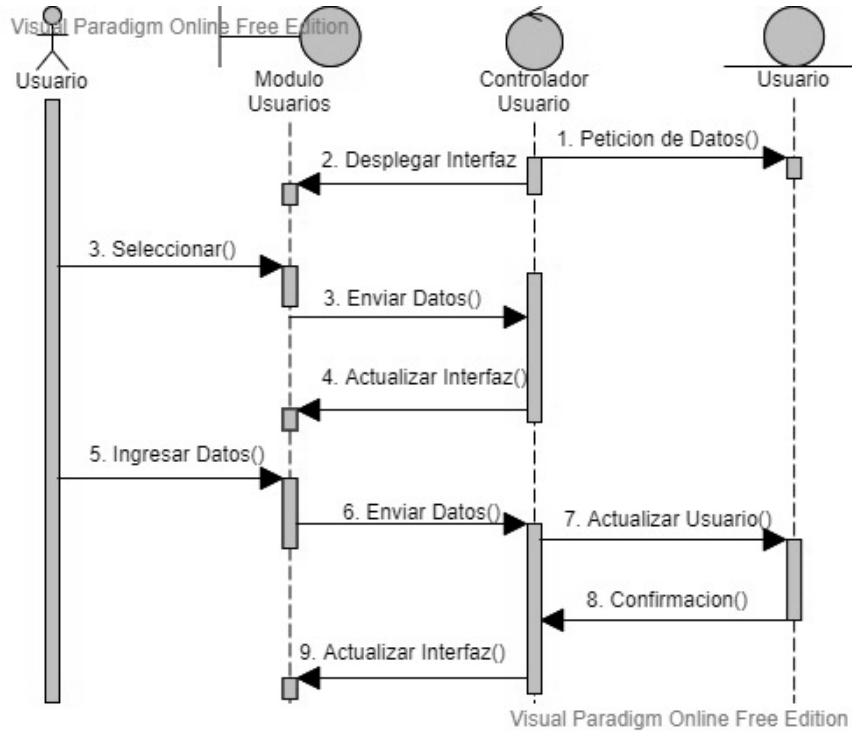 Visual Paradigm Online Free Edition
Usuario
Modulo
Usuarios
Controlador
Usuario
Usuario
1. Peticion de Datos()
2. Desplegar Interfaz
3. Seleccionar()
3. Enviar Datos()
4. Actualizar Interfaz()
5. Ingresar Datos()
6. Enviar Datos()
7. Actualizar Usuario()
8. Confirmacion()
9. Actualizar Interfaz()
Visual Paradigm Online Free Edition